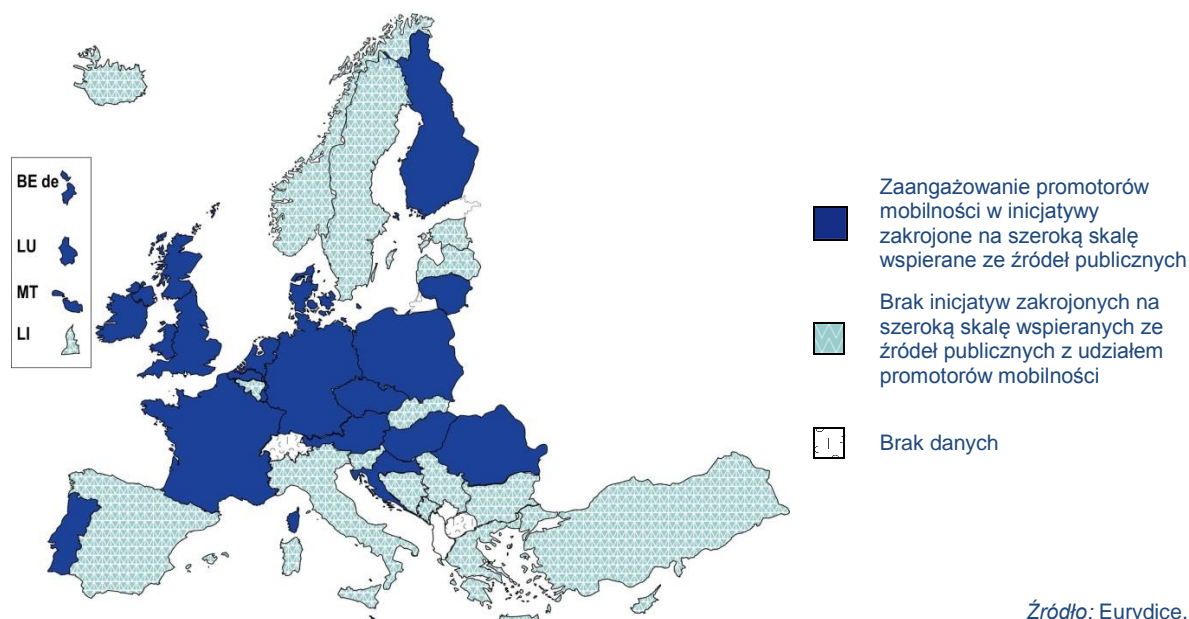 BE de
LU
MT
LI
Zaangażowanie promotorów
mobilności w inicjatywy
zakrojone na szeroką skalę
wspierane ze źródeł publicznych
Brak inicjatyw zakrojonych na
szeroką skalę wspieranych ze
źródeł publicznych z udziałem
promotorów mobilności
Brak danych
Źródło: Eurydice.